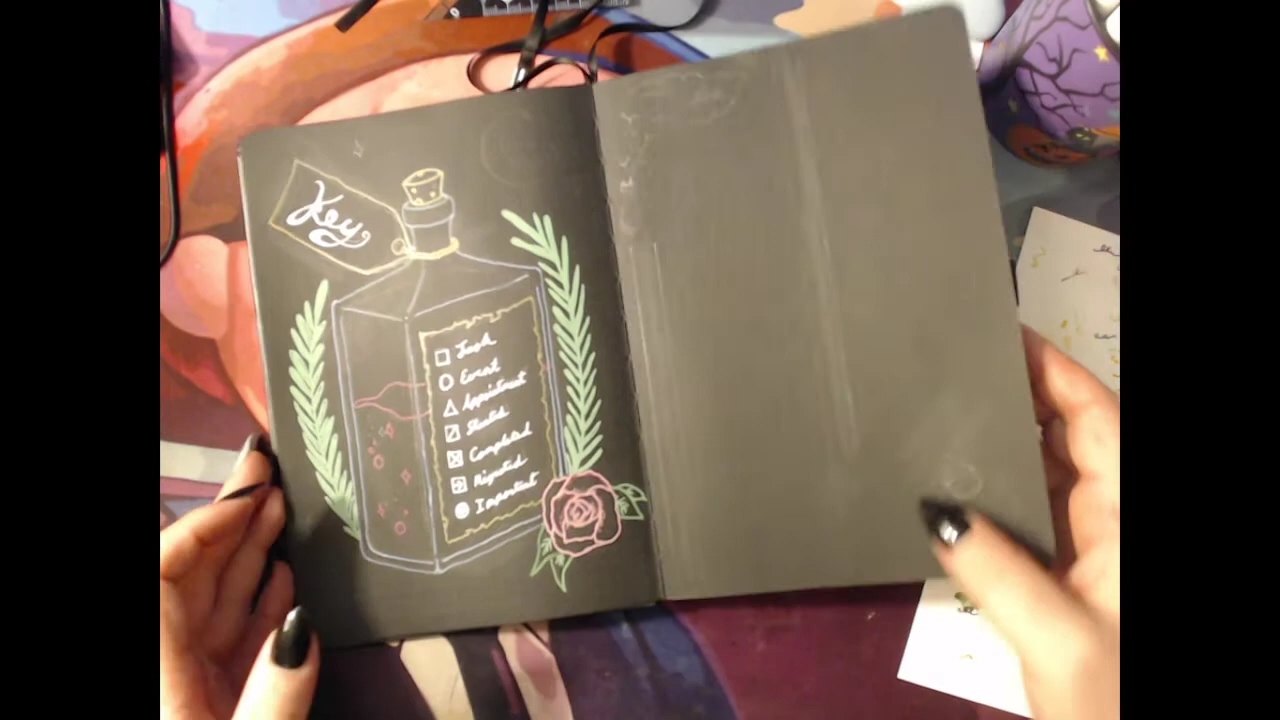 Key
Task
Event
Appointment
Started
Completed
Migrated
Important